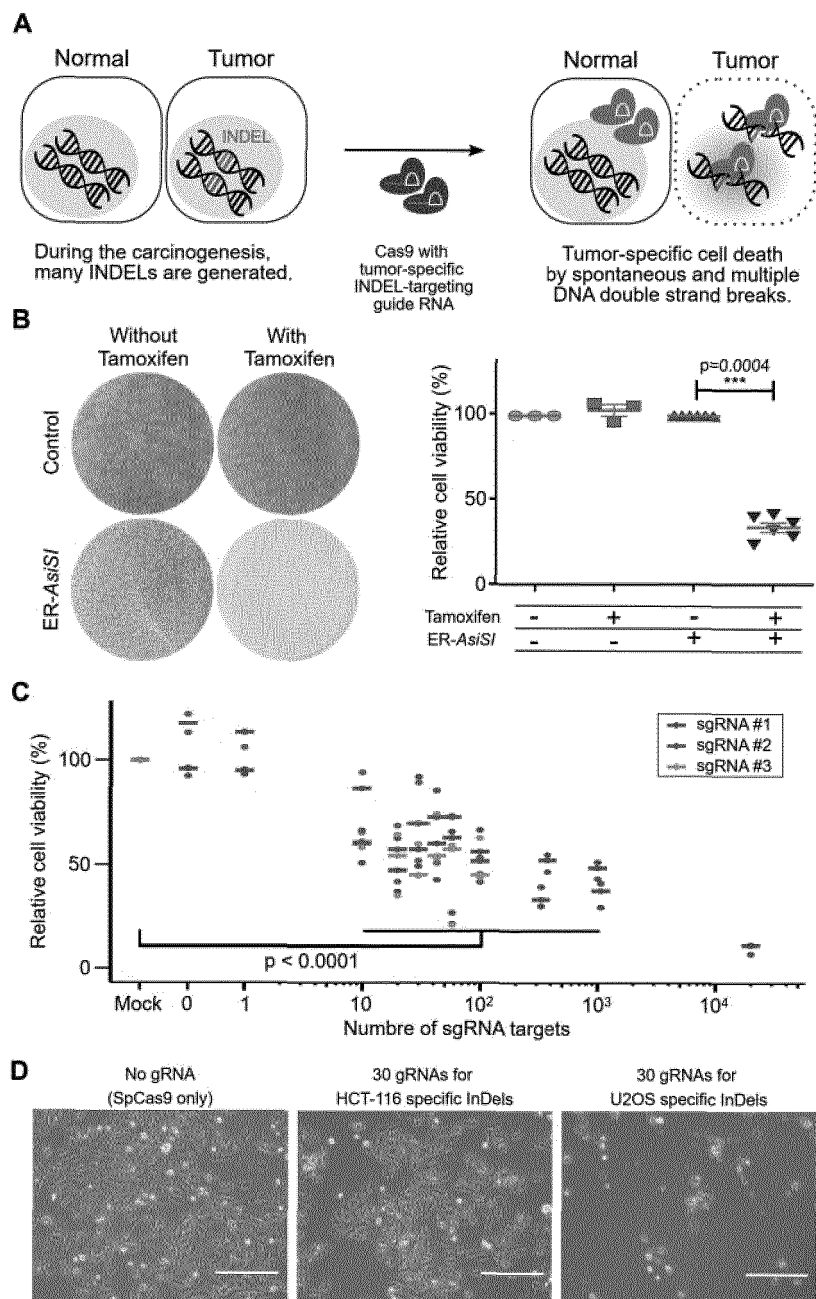 A
Normal
Tumor
Normal
Tumor
INDEL
During the carcinogenesis,
many INDELs are generated.
Cas9 with
tumor-specific
INDEL-targeting
guide RNA
Tumor-specific cell death
by spontaneous and multiple
DNA double strand breaks.
B
Without
Tamoxifen
With
Tamoxifen
Control
ER-AsiSI
Relative cell viability (%)
100
50
0
p=0.0004
***
Tamoxifen - + - +
ER-AsiSI - - + +
C
Relative cell viability (%)
100
50
0
sgRNA #1
sgRNA #2
sgRNA #3
p < 0.0001
Mock 0 1 10 10² 10³ 10⁴
Numbre of sgRNA targets
D
No gRNA
(SpCas9 only)
30 gRNAs for
HCT-116 specific InDels
30 gRNAs for
U2OS specific InDels